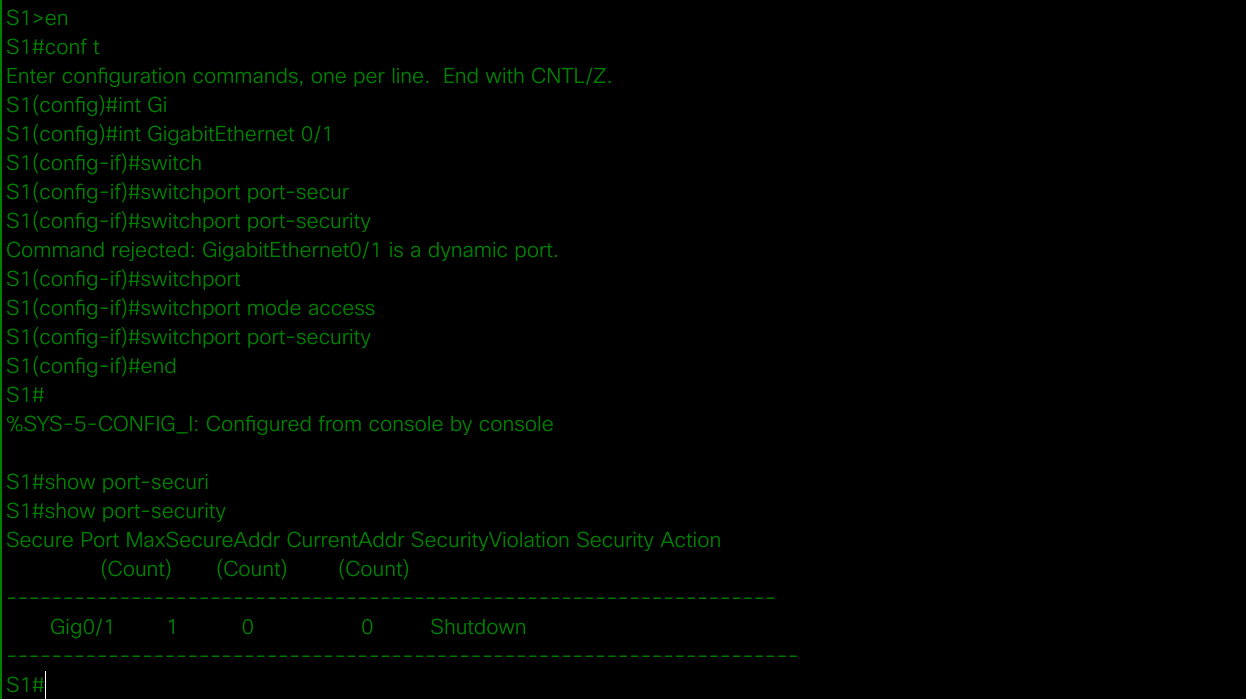 S1>en
S1#conf t
Enter configuration commands, one per line.  End with CNTL/Z.
S1(config)#int Gi
S1(config)#int GigabitEthernet 0/1
S1(config-if)#switch
S1(config-if)#switchport port-secur
S1(config-if)#switchport port-security
Command rejected: GigabitEthernet0/1 is a dynamic port.
S1(config-if)#switchport
S1(config-if)#switchport mode access
S1(config-if)#switchport port-security
S1(config-if)#end
S1#
%SYS-5-CONFIG_I: Configured from console by console
S1#show port-securi
S1#show port-security
Secure Port MaxSecureAddr CurrentAddr SecurityViolation Security Action
(Count) (Count) (Count)
--------------------------------------------------------------------
Gig0/1 1 0 0 Shutdown
----------------------------------------------------------------------
S1#